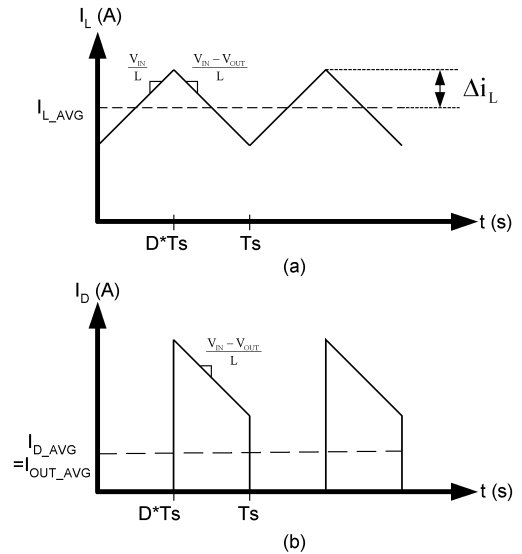 I_L (A)
V_IN / L
V_IN – V_OUT / L
Δi_L
I_L_AVG
t (s)
D*Ts
Ts
(a)
I_D (A)
V_IN – V_OUT / L
I_D_AVG
=I_OUT_AVG
t (s)
D*Ts
Ts
(b)